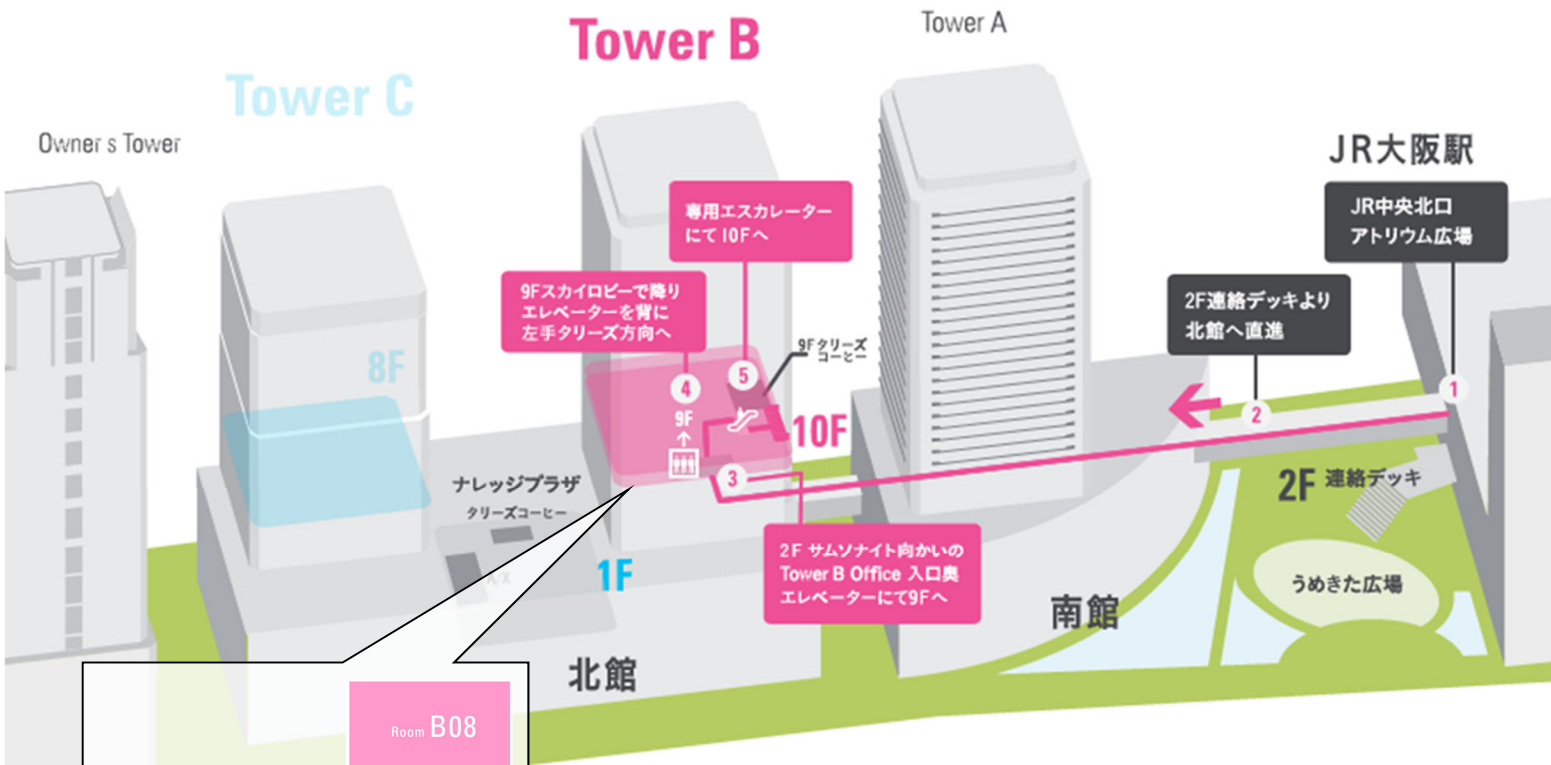 Tower A
Tower B
Tower C
Owner s Tower
JR大阪駅
JR中央北口
アトリウム広場
専用エスカレーター
にて10Fへ
9Fスカイロビーで降り
エレベーターを背に
左手タリーズ方向へ
2F連絡デッキより
北館へ直進
9Fタリーズ
コーヒー
8F
4
5
9F
10F
3
2
1
2F 連絡デッキ
ナレッジプラザ
タリーズコーヒー
1F
2F サムソナイト向かいの
Tower B Office 入口奥
エレベーターにて9Fへ
うめきた広場
南館
北館
Room B08